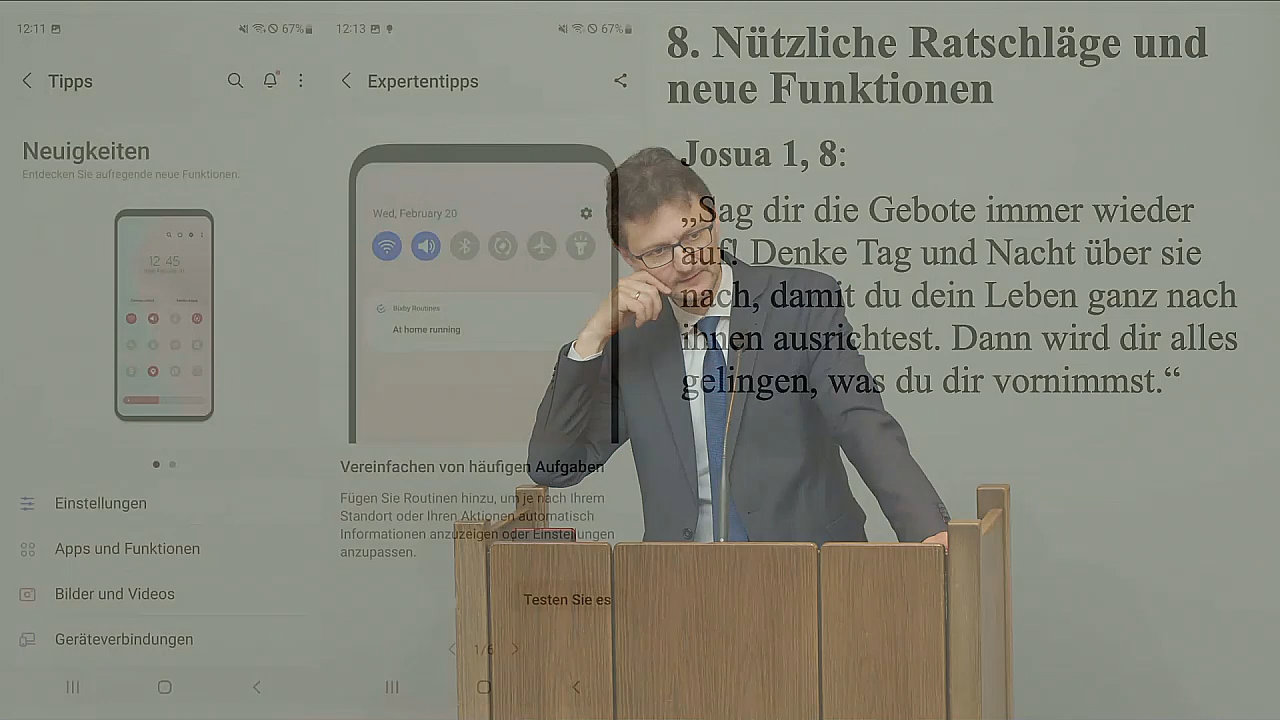 12:11
67%
Tipps
Neuigkeiten
Entdecken Sie aufregende neue Funktionen.
12:45
Einstellungen
Apps und Funktionen
Bilder und Videos
Geräteverbindungen
12:13
67%
Expertentipps
Wed, February 20
Bixby Routines
At home running
Vereinfachen von häufigen Aufgaben
Fügen Sie Routinen hinzu, um je nach Ihrem
Standort oder Ihren Aktionen automatisch
Informationen anzuzeigen oder Einstellungen
anzupassen.
Testen Sie es
1/6
8. Nützliche Ratschläge und
neue Funktionen
Josua 1, 8:
„Sag dir die Gebote immer wieder
auf! Denke Tag und Nacht über sie
nach, damit du dein Leben ganz nach
ihnen ausrichtest. Dann wird dir alles
gelingen, was du dir vornimmst.“